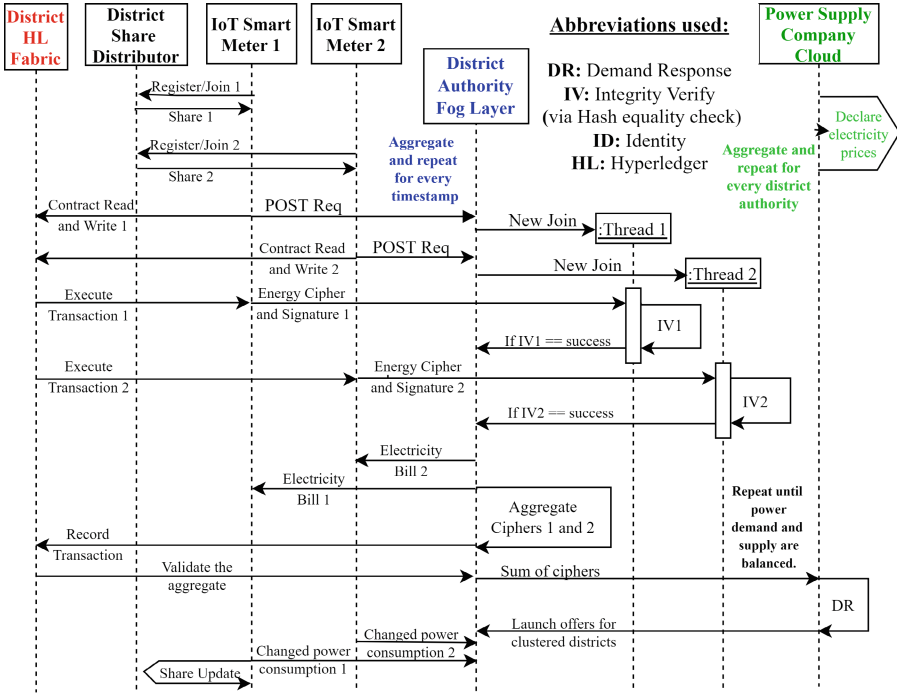 District
HL
Fabric
District
Share
Distributor
IoT Smart
Meter 1
IoT Smart
Meter 2
District
Authority
Fog Layer
Abbreviations used:
DR: Demand Response
IV: Integrity Verify
(via Hash equality check)
ID: Identity
HL: Hyperledger
Power Supply
Company
Cloud
Declare
electricity
prices
Register/Join 1
Share 1
Register/Join 2
Share 2
Aggregate
and repeat
for every
timestamp
Aggregate and
repeat for
every district
authority
Contract Read
and Write 1
POST Req
New Join
:Thread 1
Contract Read
and Write 2
POST Req
New Join
:Thread 2
Execute
Transaction 1
Energy Cipher
and Signature 1
IV1
If IV1 == success
Execute
Transaction 2
Energy Cipher
and Signature 2
IV2
If IV2 == success
Electricity
Bill 2
Electricity
Bill 1
Aggregate
Ciphers 1 and 2
Repeat until
power
demand and
supply are
balanced.
Record
Transaction
Validate the
aggregate
Sum of ciphers
DR
Launch offers for
clustered districts
Changed power
consumption 2
Changed power
consumption 1
Share Update